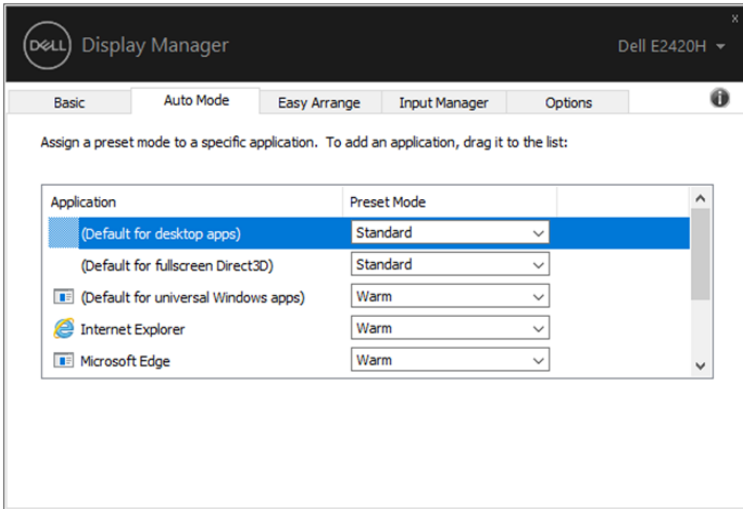 x
DELL Display Manager Dell E2420H
Basic Auto Mode Easy Arrange Input Manager Options
Assign a preset mode to a specific application. To add an application, drag it to the list:
Application Preset Mode
(Default for desktop apps) Standard
(Default for fullscreen Direct3D) Standard
(Default for universal Windows apps) Warm
Internet Explorer Warm
Microsoft Edge Warm